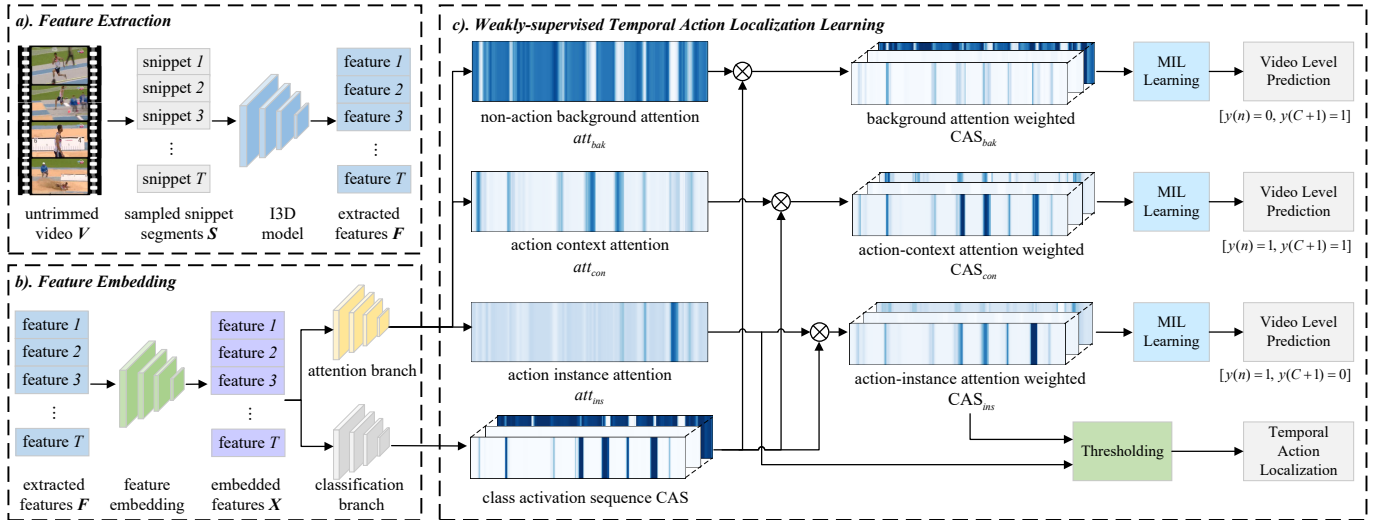 a). Feature Extraction
snippet 1
snippet 2
snippet 3
⋮
snippet T
feature 1
feature 2
feature 3
⋮
feature T
untrimmed
video V
sampled snippet
segments S
I3D
model
extracted
features F
b). Feature Embedding
feature 1
feature 2
feature 3
⋮
feature T
feature 1
feature 2
feature 3
⋮
feature T
attention branch
extracted
features F
feature
embedding
embedded
features X
classification
branch
c). Weakly-supervised Temporal Action Localization Learning
non-action background attention
att_bak
background attention weighted
CAS_bak
MIL
Learning
Video Level
Prediction
[y(n) = 0, y(C+1) = 1]
action context attention
att_con
action-context attention weighted
CAS_con
MIL
Learning
Video Level
Prediction
[y(n) = 1, y(C+1) = 1]
action instance attention
att_ins
action-instance attention weighted
CAS_ins
MIL
Learning
Video Level
Prediction
[y(n) = 1, y(C+1) = 0]
class activation sequence CAS
Thresholding
Temporal
Action
Localization